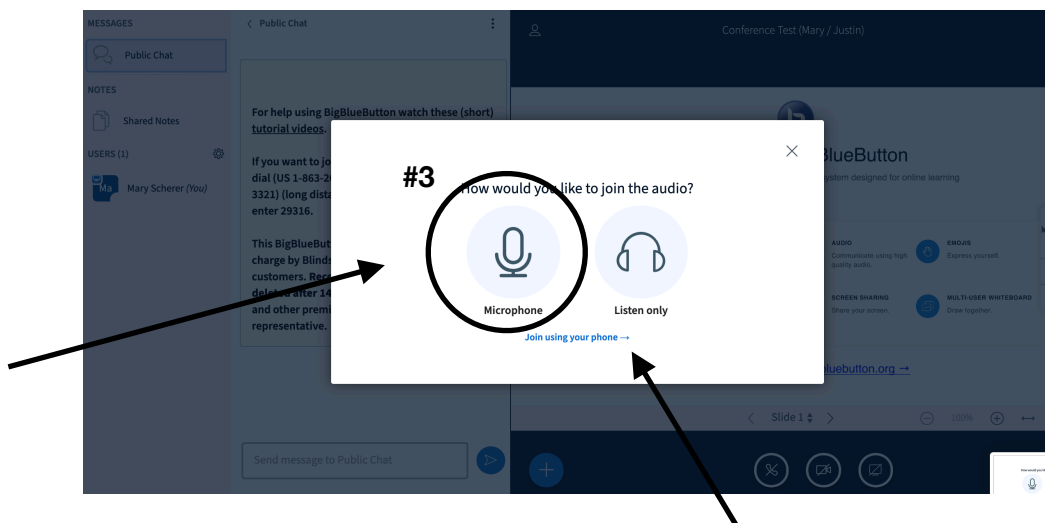 MESSAGES
Public Chat
NOTES
Shared Notes
USERS (1)
Ma
Mary Scherer (You)
Public Chat
For help using BigBlueButton watch these (short)
tutorial videos.
If you want to jo
dial (US 1-863-2
3321) (long dista
enter 29316.
This BigBlueBut
charge by Blinds
customers. Reco
deleted after 14
and other premi
representative.
Send message to Public Chat
Conference Test (Mary / Justin)
#3
How would you like to join the audio?
Microphone
Listen only
Join using your phone →
BlueButton
ystem designed for online learning
AUDIO
Communicate using high
quality audio.
EMOJIS
Express yourself.
SCREEN SHARING
Share your screen.
MULTI-USER WHITEBOARD
Draw together.
bluebutton.org →
Slide 1
100%